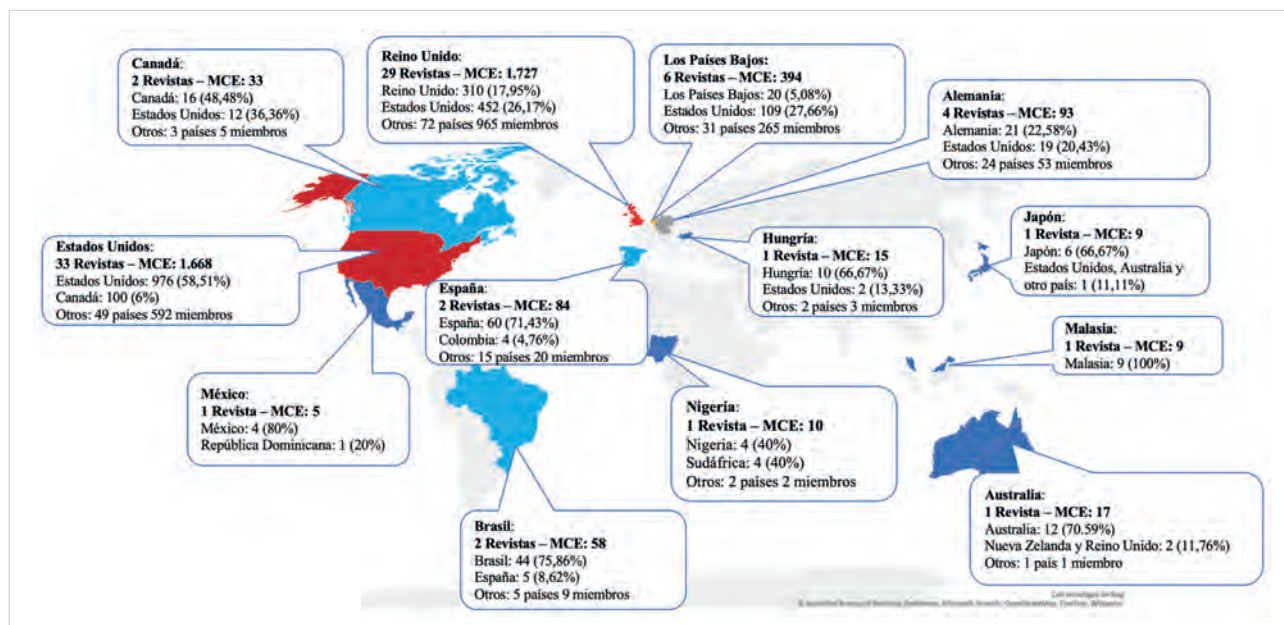 Canadá:
2 Revistas – MCE: 33
Canadá: 16 (48,48%)
Estados Unidos: 12 (36,36%)
Otros: 3 países 5 miembros
Reino Unido:
29 Revistas – MCE: 1.727
Reino Unido: 310 (17,95%)
Estados Unidos: 452 (26,17%)
Otros: 72 países 965 miembros
Los Países Bajos:
6 Revistas – MCE: 394
Los Países Bajos: 20 (5,08%)
Estados Unidos: 109 (27,66%)
Otros: 31 países 265 miembros
Alemania:
4 Revistas – MCE: 93
Alemania: 21 (22,58%)
Estados Unidos: 19 (20,43%)
Otros: 24 países 53 miembros
Estados Unidos:
33 Revistas – MCE: 1.668
Estados Unidos: 976 (58,51%)
Canadá: 100 (6%)
Otros: 49 países 592 miembros
España:
2 Revistas – MCE: 84
España: 60 (71,43%)
Colombia: 4 (4,76%)
Otros: 15 países 20 miembros
Hungría:
1 Revista – MCE: 15
Hungría: 10 (66,67%)
Estados Unidos: 2 (13,33%)
Otros: 2 países 3 miembros
Japón:
1 Revista – MCE: 9
Japón: 6 (66,67%)
Estados Unidos, Australia y
otro país: 1 (11,11%)
Malasia:
1 Revista – MCE: 9
Malasia: 9 (100%)
México:
1 Revista – MCE: 5
México: 4 (80%)
República Dominicana: 1 (20%)
Nigeria:
1 Revista – MCE: 10
Nigeria: 4 (40%)
Sudáfrica: 4 (40%)
Otros: 2 países 2 miembros
Australia:
1 Revista – MCE: 17
Australia: 12 (70.59%)
Nueva Zelanda y Reino Unido: 2 (11,76%)
Otros: 1 país 1 miembro
Brasil:
2 Revistas – MCE: 58
Brasil: 44 (75,86%)
España: 5 (8,62%)
Otros: 5 países 9 miembros